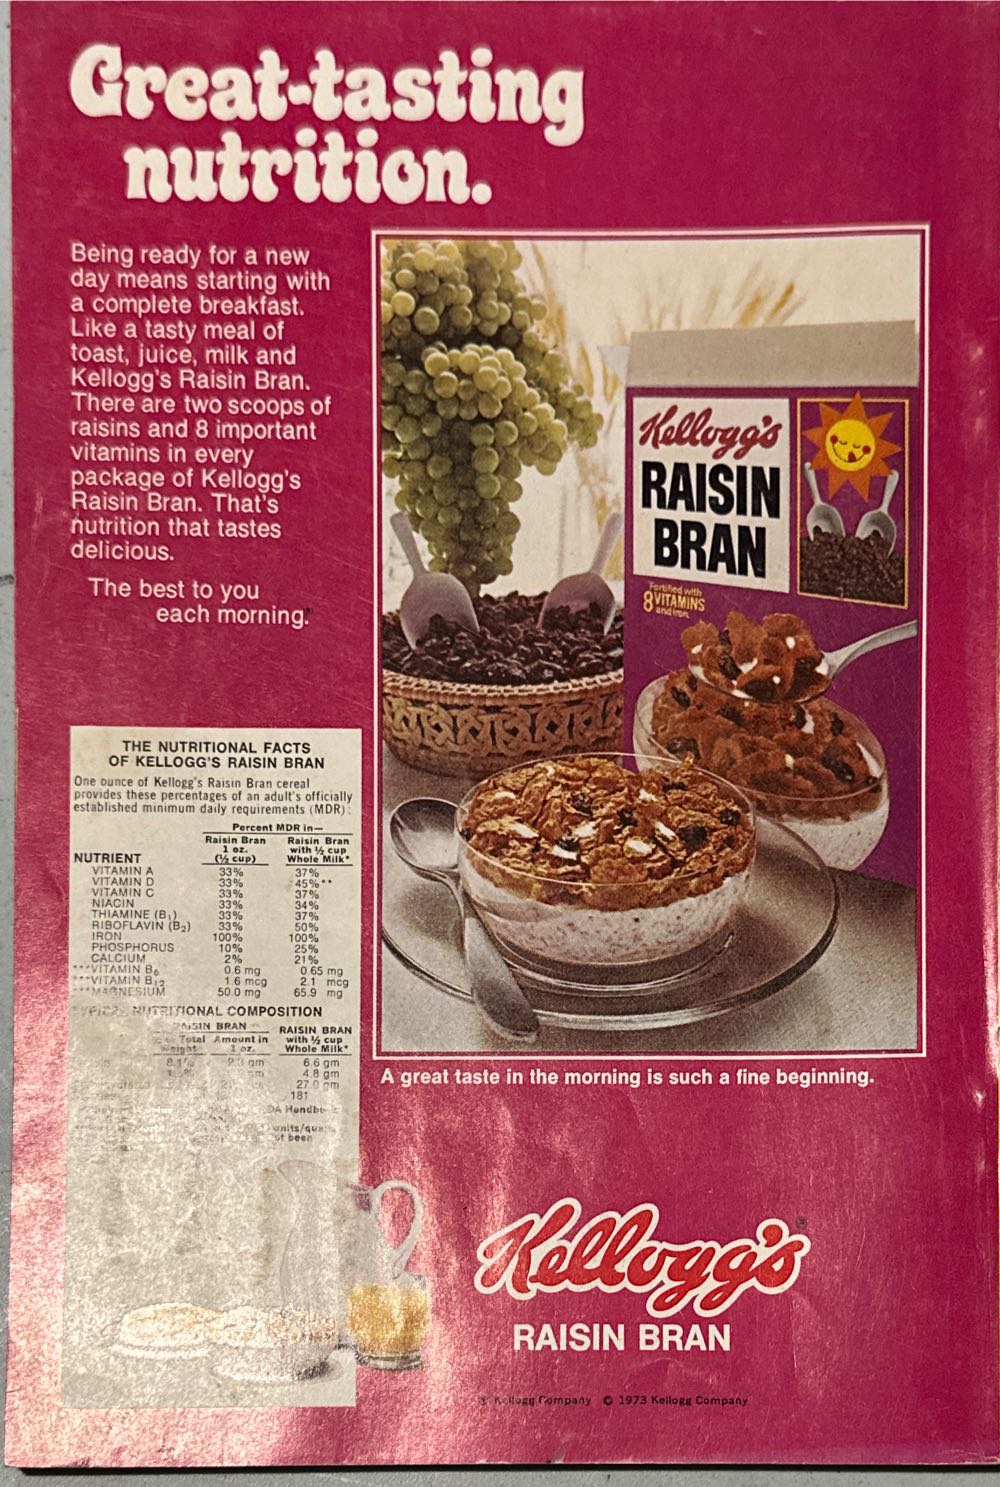 Great-tasting
nutrition.
Being ready for a new
day means starting with
a complete breakfast.
Like a tasty meal of
toast, juice, milk and
Kellogg's Raisin Bran.
There are two scoops of
raisins and 8 important
vitamins in every
package of Kellogg's
Raisin Bran. That's
nutrition that tastes
delicious.
The best to you
each morning.®
Kellogg's
RAISIN
BRAN
Fortified with
8 VITAMINS
and iron
THE NUTRITIONAL FACTS
OF KELLOGG'S RAISIN BRAN
One ounce of Kellogg's Raisin Bran cereal
provides these percentages of an adult's officially
established minimum daily requirements (MDR):
Percent MDR in—
Raisin Bran Raisin Bran
1 oz. with ½ cup
NUTRIENT (½ cup) Whole Milk*
VITAMIN A 33% 37%
VITAMIN D 33% 45%**
VITAMIN C 33% 37%
NIACIN 33% 34%
THIAMINE (B₁) 33% 37%
RIBOFLAVIN (B₂) 33% 50%
IRON 100% 100%
PHOSPHORUS 10% 25%
CALCIUM 2% 21%
***VITAMIN B₆ 0.6 mg 0.65 mg
***VITAMIN B₁₂ 1.6 mcg 2.1 mcg
***MAGNESIUM 50.0 mg 65.9 mg
NUTRITIONAL COMPOSITION
RAISIN BRAN RAISIN BRAN
Total Amount in with ½ cup
Weight 1 oz. Whole Milk*
gm 6.6 gm
gm 4.8 gm
gm
181
been
A great taste in the morning is such a fine beginning.
Kellogg's®
RAISIN BRAN
® Kellogg Company © 1973 Kellogg Company